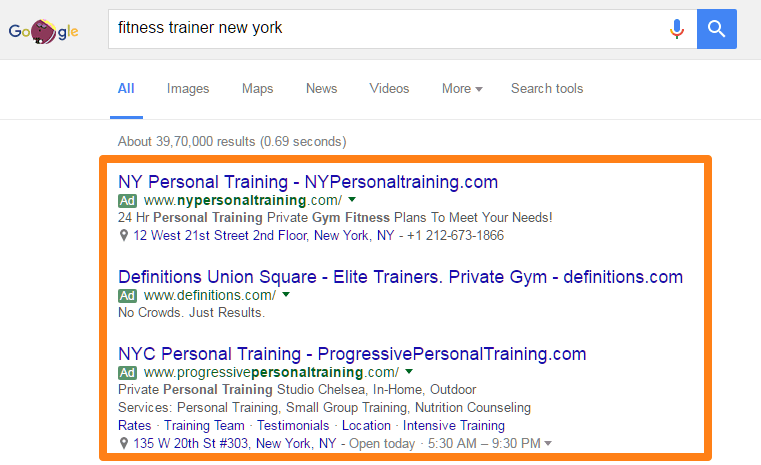 Google
fitness trainer new york
All Images Maps News Videos More Search tools
About 39,70,000 results (0.69 seconds)
NY Personal Training - NYPersonaltraining.com
Ad www.nypersonaltraining.com/
24 Hr Personal Training Private Gym Fitness Plans To Meet Your Needs!
12 West 21st Street 2nd Floor, New York, NY - +1 212-673-1866
Definitions Union Square - Elite Trainers. Private Gym - definitions.com
Ad www.definitions.com/
No Crowds. Just Results.
NYC Personal Training - ProgressivePersonalTraining.com
Ad www.progressivepersonaltraining.com/
Private Personal Training Studio Chelsea, In-Home, Outdoor
Services: Personal Training, Small Group Training, Nutrition Counseling
Rates · Training Team · Testimonials · Location · Intensive Training
135 W 20th St #303, New York, NY - Open today · 5:30 AM – 9:30 PM